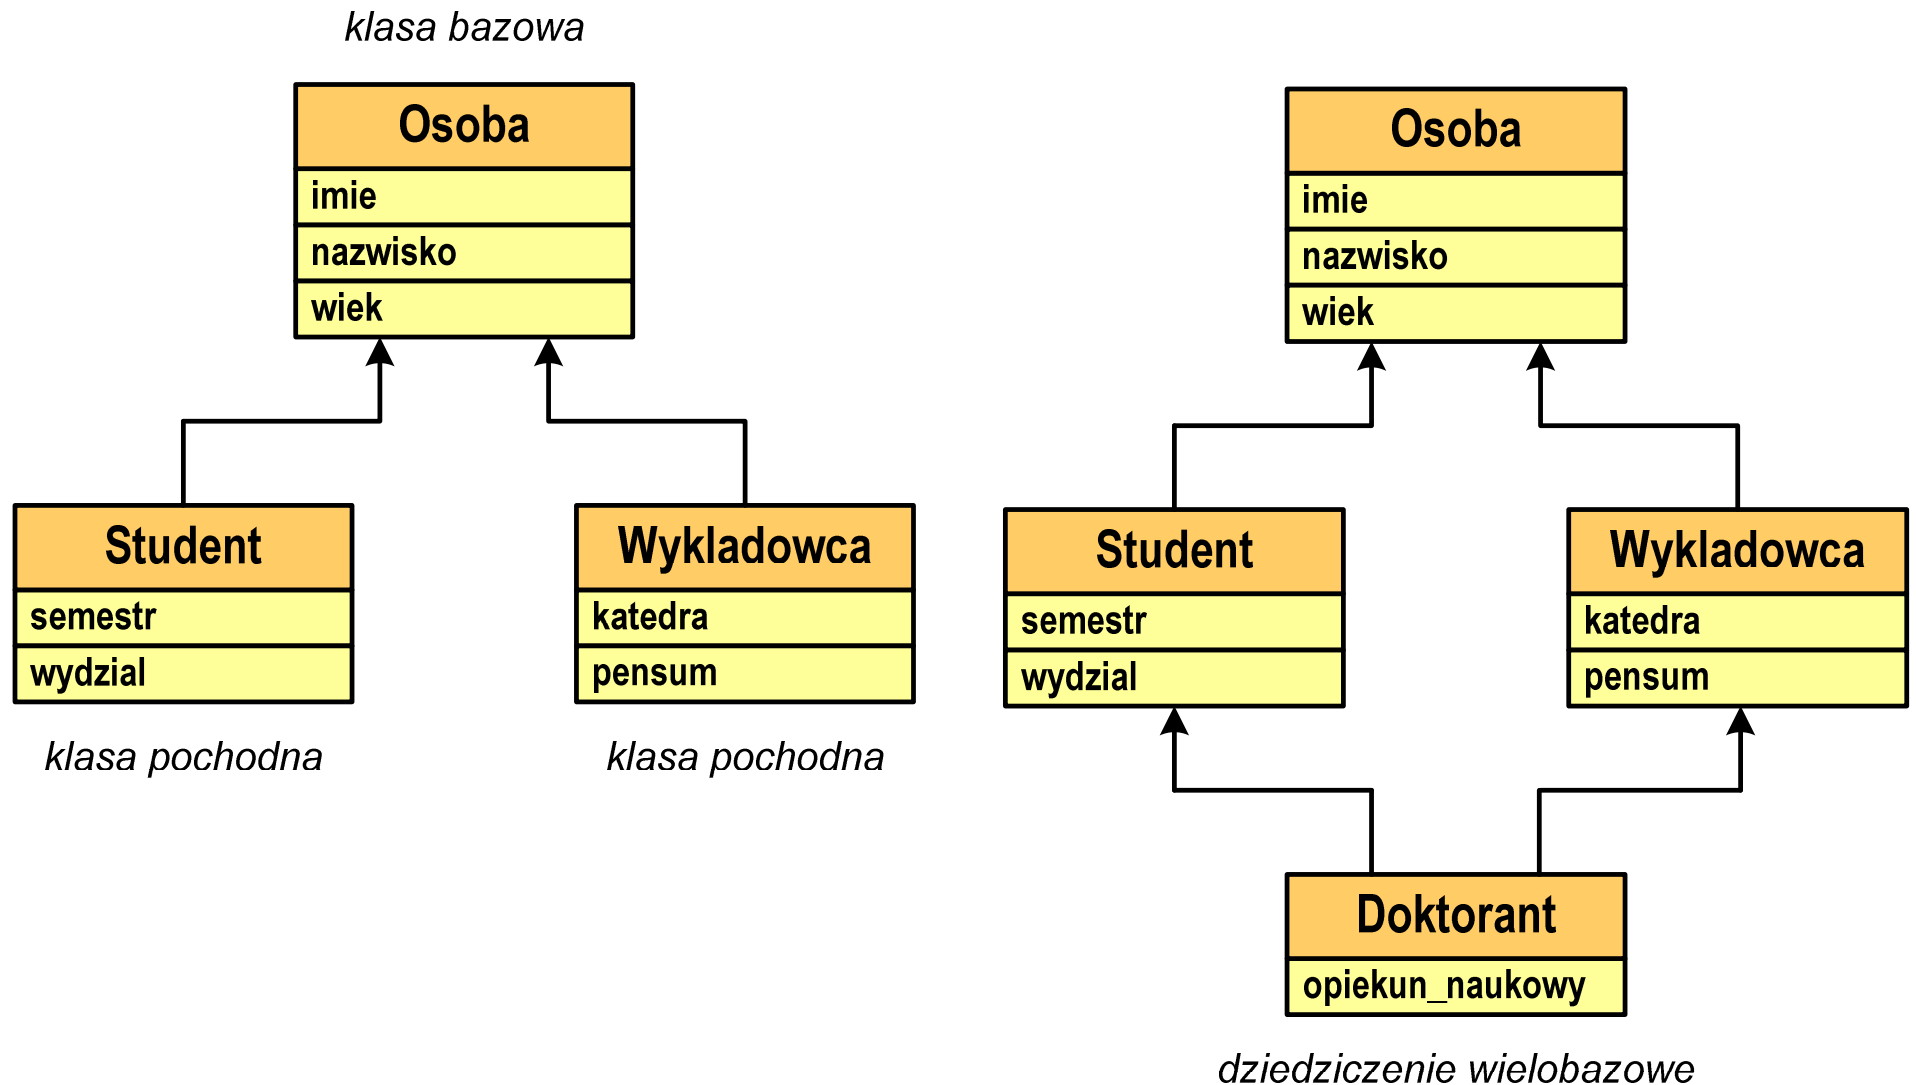 klasa bazowa
Osoba
imie
nazwisko
wiek
Student
semestr
wydzial
klasa pochodna
Wykladowca
katedra
pensum
klasa pochodna
Osoba
imie
nazwisko
wiek
Student
semestr
wydzial
Wykladowca
katedra
pensum
Doktorant
opiekun_naukowy
dziedziczenie wielobazowe